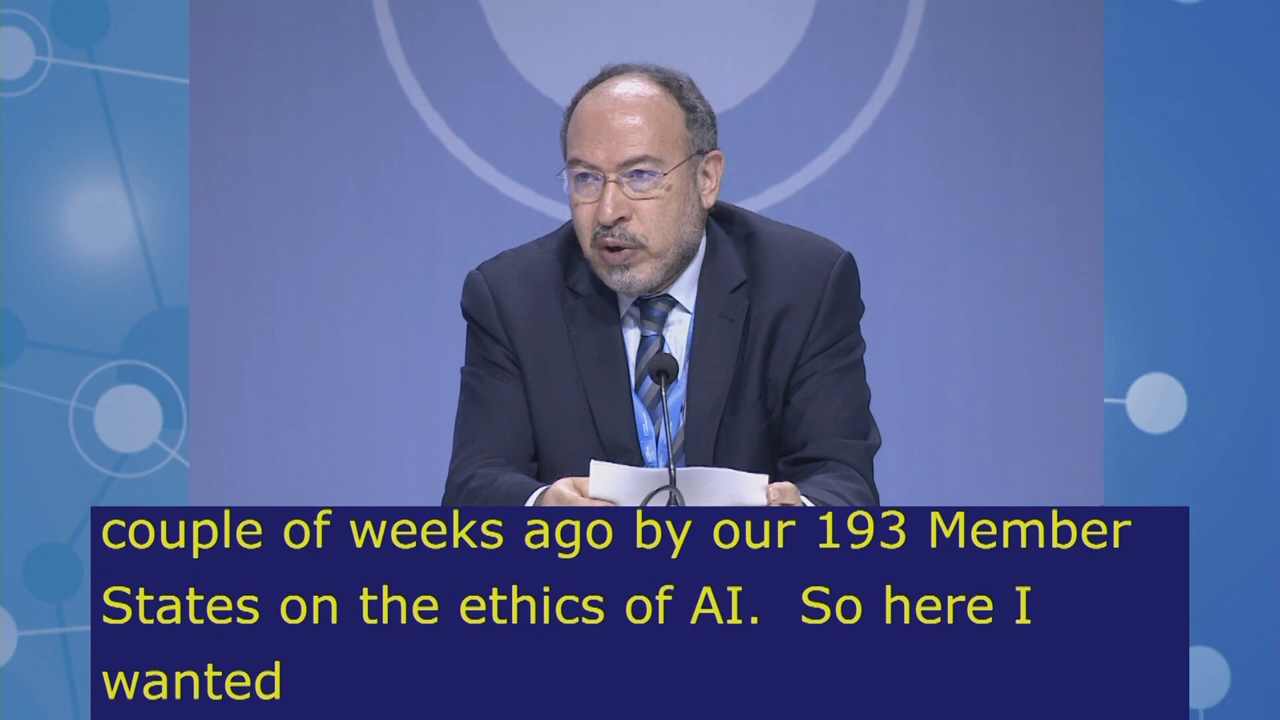 couple of weeks ago by our 193 Member
States on the ethics of AI.  So here I
wanted